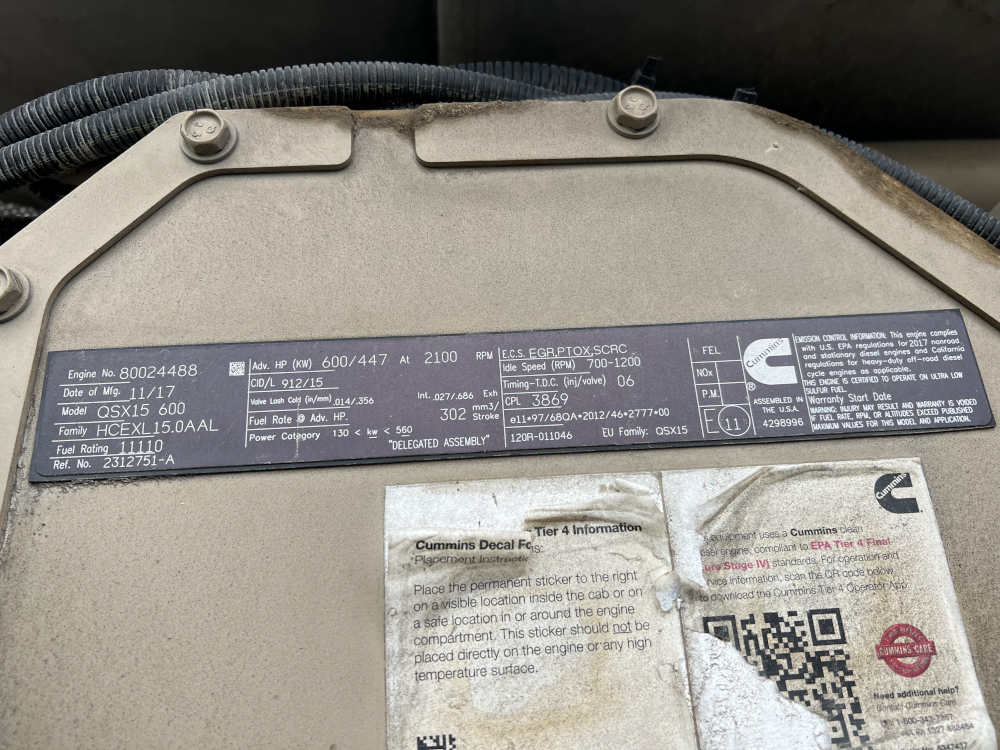 Engine No. 80024488
Date of Mfg. 11/17
Model QSX15 600
Family HCEXL15.0AAL
Fuel Rating 11110
Ref. No. 2312751-A
Adv. HP (KW) 600/447 At 2100 RPM
CID/L 912/15
Valve Lash Cold (in./mm) .014/.356 Int. .027/.686 Exh
Fuel Rate @ Adv. HP. 302 mm3/Stroke
Power Category 130 < kw < 560
"DELEGATED ASSEMBLY"
E.C.S. EGR,PTOX,SCRC
Idle Speed (RPM) 700-1200
Timing-T.D.C. (inj/valve) 06
CPL 3869
e11*97/68QA*2012/46*2777*00
120R-011046 EU Family: QSX15
FEL
NOx
P.M.
E 11
Cummins
®
ASSEMBLED IN
THE U.S.A.
4298996
EMISSION CONTROL INFORMATION: This engine complies
with U.S. EPA regulations for 2017 nonroad
and stationary diesel engines and California
regulations for heavy-duty off-road diesel
engines as applicable.
THIS ENGINE IS CERTIFIED TO OPERATE ON ULTRA LOW
SULFUR FUEL.
Warranty Start Date
WARNING: INJURY MAY RESULT AND WARRANTY IS VOIDED
IF FUEL RATE, RPM, OR ALTITUDES EXCEED PUBLISHED
MAXIMUM VALUES FOR THIS MODEL AND APPLICATION.
Cummins Decal Tier 4 Information
Placement
Place the permanent sticker to the right
on a visible location inside the cab or on
a safe location in or around the engine
compartment. This sticker should not be
placed directly on the engine or any high
temperature surface.
Cummins
equipment uses a Cummins clean
engine, compliant to EPA Tier 4 Final
Stage IV) standards. For operation and
information, scan the QR code below
to download the Cummins Tier 4 Operator App.
CUMMINS CARE
Need additional help?
Contact Cummins Care